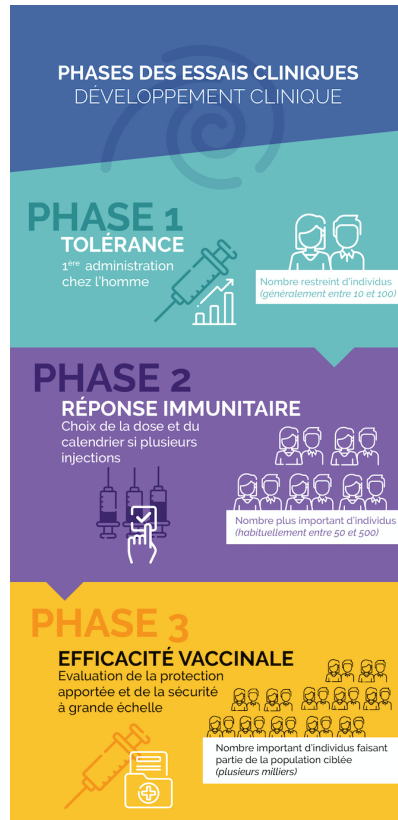 PHASES DES ESSAIS CLINIQUES
DÉVELOPPEMENT CLINIQUE
PHASE 1
TOLÉRANCE
1ère administration
chez l'homme
Nombre restreint d'individus
(généralement entre 10 et 100)
PHASE 2
RÉPONSE IMMUNITAIRE
Choix de la dose et du
calendrier si plusieurs
injections
Nombre plus important d'individus
(habituellement entre 50 et 500)
PHASE 3
EFFICACITÉ VACCINALE
Evaluation de la protection
apportée et de la sécurité
à grande échelle
Nombre important d'individus faisant
partie de la population ciblée
(plusieurs milliers)